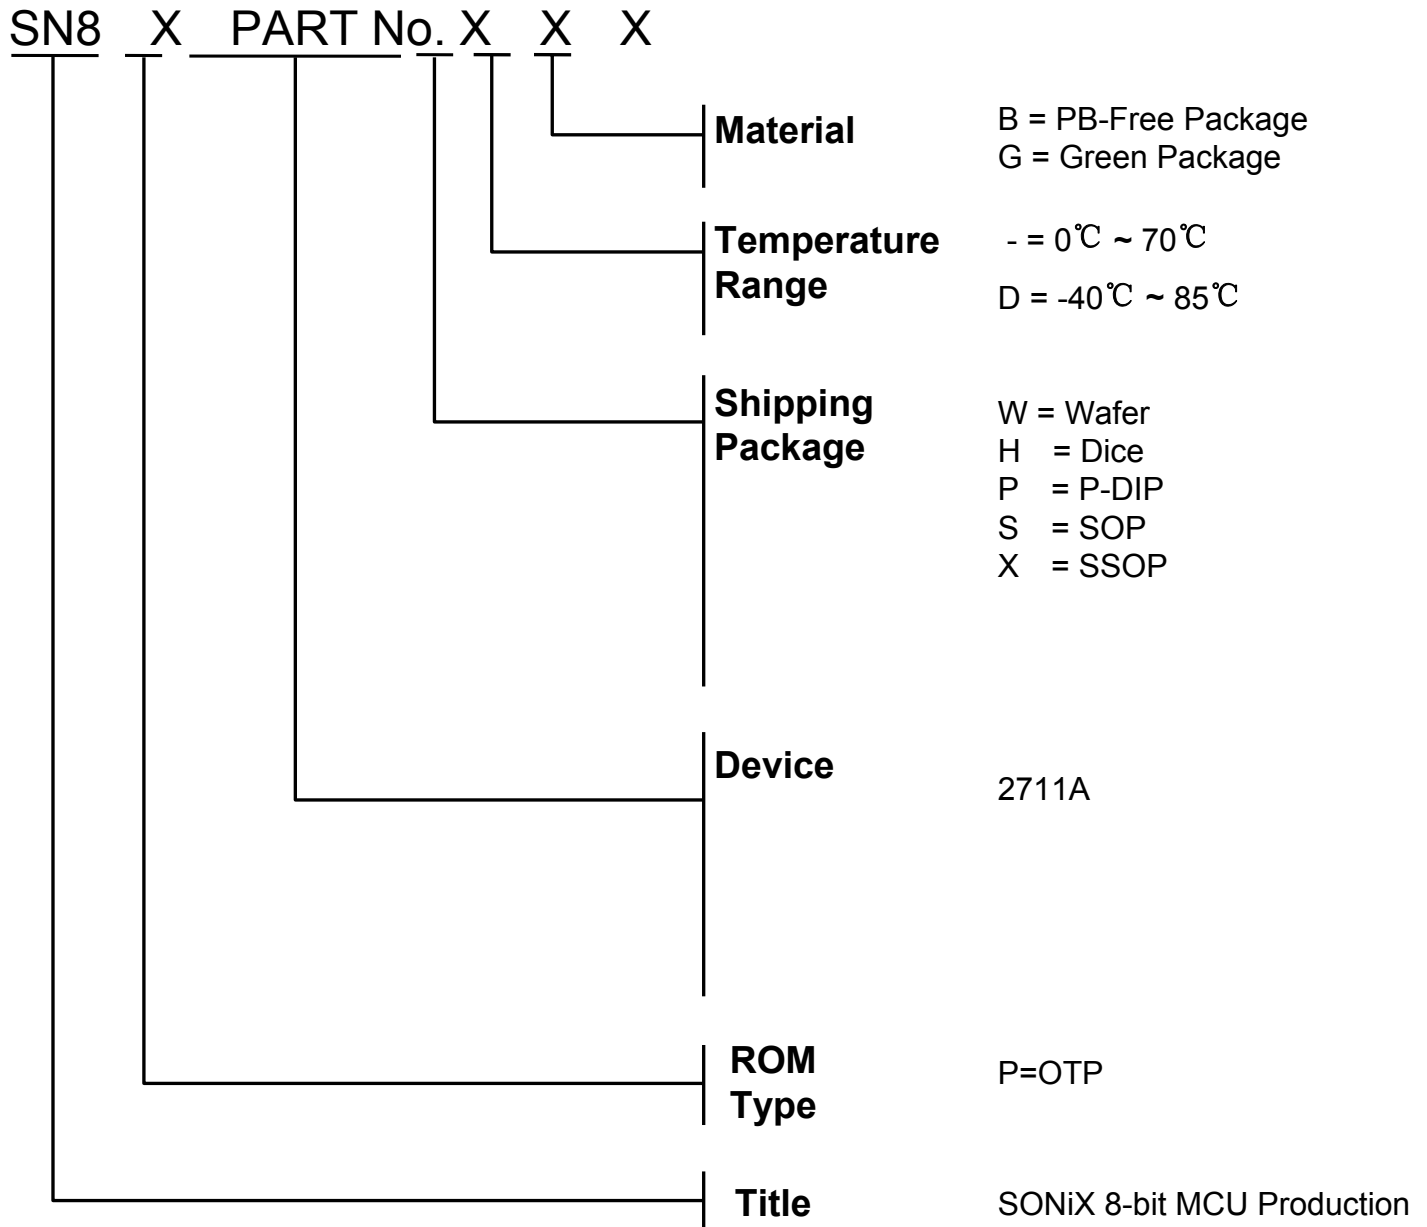 SN8 X PART No. X X X
Material
B = PB-Free Package
G = Green Package
Temperature
Range
- = 0℃ ~ 70℃
D = -40℃ ~ 85℃
Shipping
Package
W = Wafer
H = Dice
P = P-DIP
S = SOP
X = SSOP
Device
2711A
ROM
Type
P=OTP
Title
SONiX 8-bit MCU Production